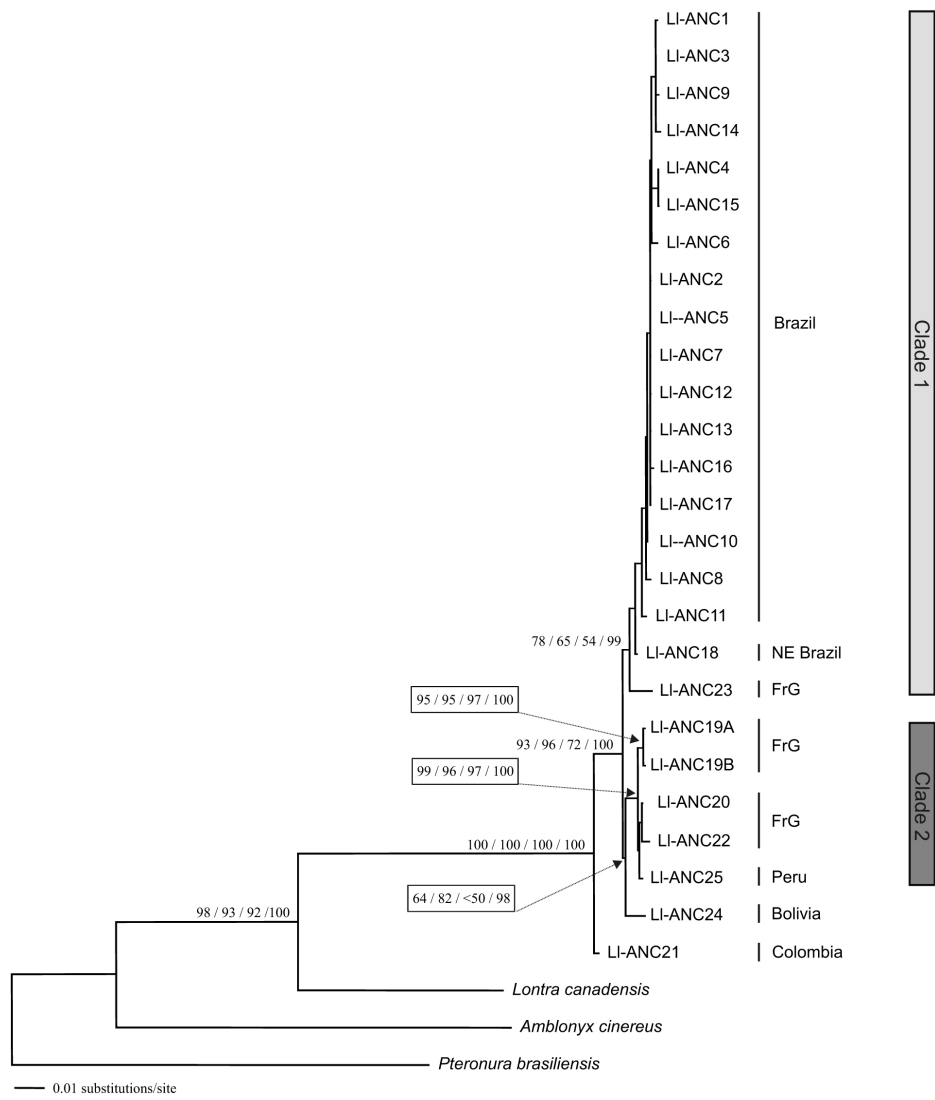 Ll-ANC1
Ll-ANC3
Ll-ANC9
Ll-ANC14
Ll-ANC4
Ll-ANC15
Ll-ANC6
Ll-ANC2
Ll--ANC5
Brazil
Ll-ANC7
Ll-ANC12
Ll-ANC13
Ll-ANC16
Ll-ANC17
Ll--ANC10
Ll-ANC8
Ll-ANC11
Clade 1
78 / 65 / 54 / 99
Ll-ANC18 NE Brazil
Ll-ANC23 FrG
95 / 95 / 97 / 100
Ll-ANC19A
FrG
93 / 96 / 72 / 100
Ll-ANC19B
99 / 96 / 97 / 100
Ll-ANC20
FrG
Ll-ANC22
Clade 2
100 / 100 / 100 / 100
Ll-ANC25 Peru
64 / 82 / <50 / 98
98 / 93 / 92 /100
Ll-ANC24 Bolivia
Ll-ANC21 Colombia
Lontra canadensis
Amblonyx cinereus
Pteronura brasiliensis
0.01 substitutions/site